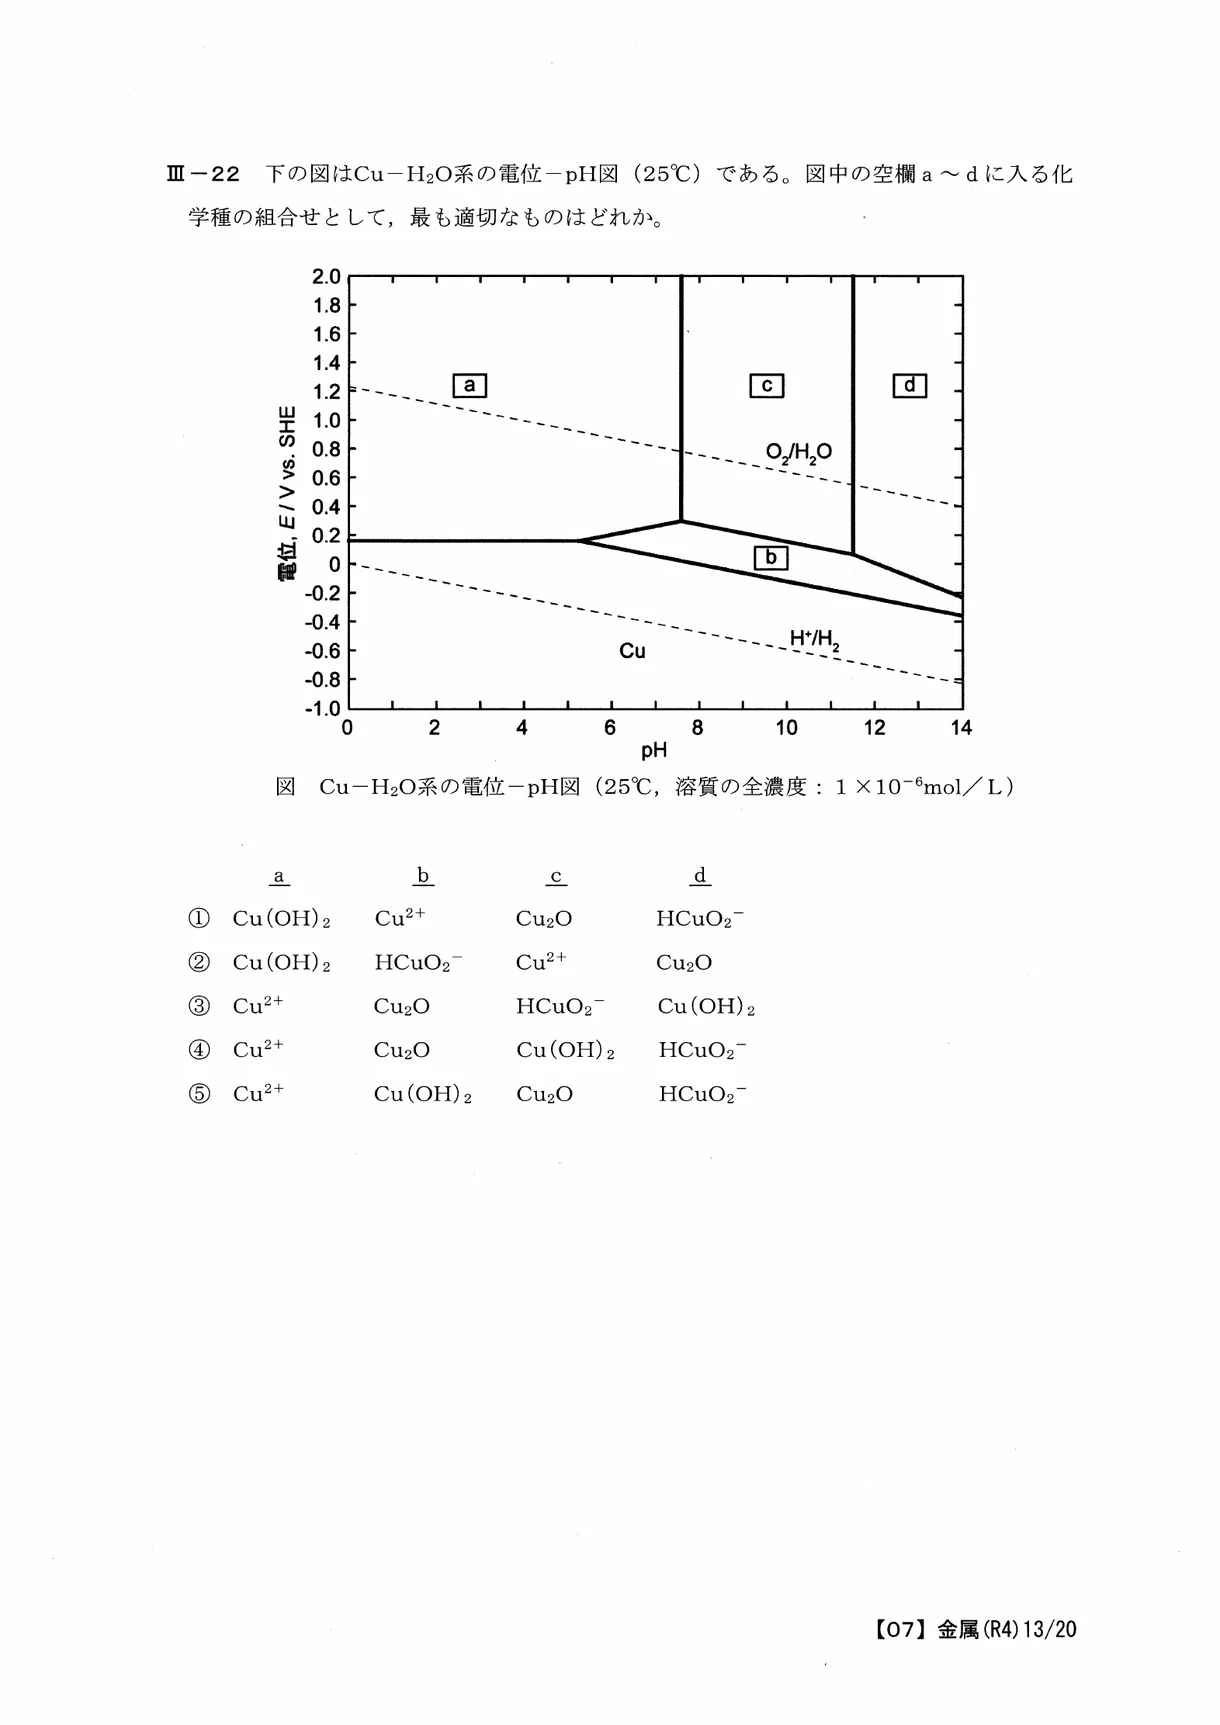 Ⅲ－22　下の図はCu－H₂O系の電位－pH図（25℃）である。図中の空欄a～dに入る化
学種の組合せとして，最も適切なものはどれか。
2.0
1.8
1.6
1.4
1.2
1.0
0.8
0.6
0.4
0.2
0
-0.2
-0.4
-0.6
-0.8
-1.0
電位, E / V vs. SHE
a
c
d
O₂/H₂O
b
H⁺/H₂
Cu
0 2 4 6 8 10 12 14
pH
図　Cu－H₂O系の電位－pH図（25℃，溶質の全濃度：1×10⁻⁶mol／L）
a b c d
① Cu(OH)₂ Cu²⁺ Cu₂O HCuO₂⁻
② Cu(OH)₂ HCuO₂⁻ Cu²⁺ Cu₂O
③ Cu²⁺ Cu₂O HCuO₂⁻ Cu(OH)₂
④ Cu²⁺ Cu₂O Cu(OH)₂ HCuO₂⁻
⑤ Cu²⁺ Cu(OH)₂ Cu₂O HCuO₂⁻
【07】金属(R4)13/20